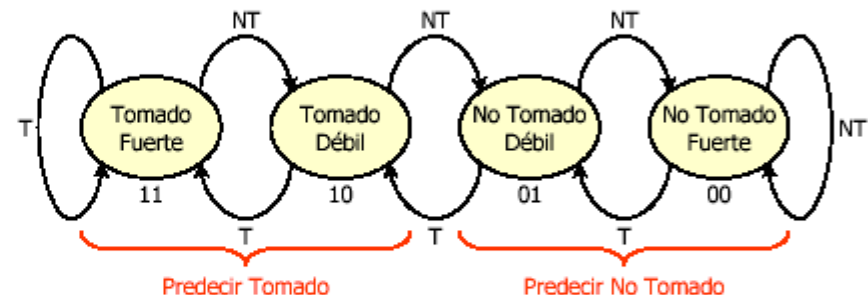 NT
NT
NT
T
Tomado
Fuerte
Tomado
Débil
No Tomado
Débil
No Tomado
Fuerte
NT
11
10
01
00
T
T
T
Predecir Tomado
Predecir No Tomado